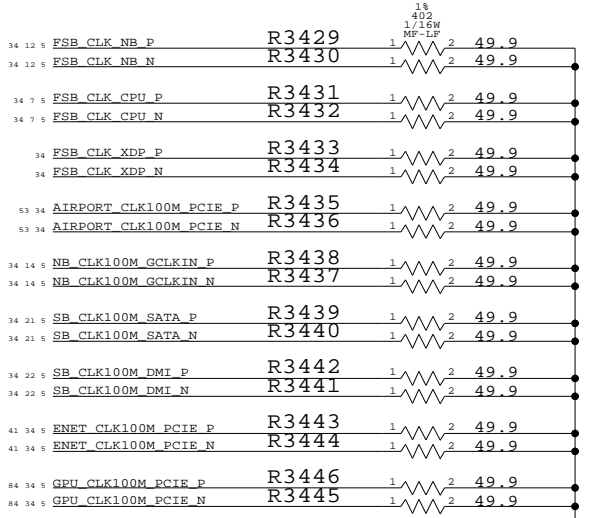 1%
402
1/16W
MF-LF
34 12 5 FSB_CLK_NB_P R3429 1 2 49.9
34 12 5 FSB_CLK_NB_N R3430 1 2 49.9
34 7 5 FSB_CLK_CPU_P R3431 1 2 49.9
34 7 5 FSB_CLK_CPU_N R3432 1 2 49.9
34 FSB_CLK_XDP_P R3433 1 2 49.9
34 FSB_CLK_XDP_N R3434 1 2 49.9
53 34 AIRPORT_CLK100M_PCIE_P R3435 1 2 49.9
53 34 AIRPORT_CLK100M_PCIE_N R3436 1 2 49.9
34 14 5 NB_CLK100M_GCLKIN_P R3438 1 2 49.9
34 14 5 NB_CLK100M_GCLKIN_N R3437 1 2 49.9
34 21 5 SB_CLK100M_SATA_P R3439 1 2 49.9
34 21 5 SB_CLK100M_SATA_N R3440 1 2 49.9
34 22 5 SB_CLK100M_DMI_P R3442 1 2 49.9
34 22 5 SB_CLK100M_DMI_N R3441 1 2 49.9
41 34 5 ENET_CLK100M_PCIE_P R3443 1 2 49.9
41 34 5 ENET_CLK100M_PCIE_N R3444 1 2 49.9
84 34 5 GPU_CLK100M_PCIE_P R3446 1 2 49.9
84 34 5 GPU_CLK100M_PCIE_N R3445 1 2 49.9